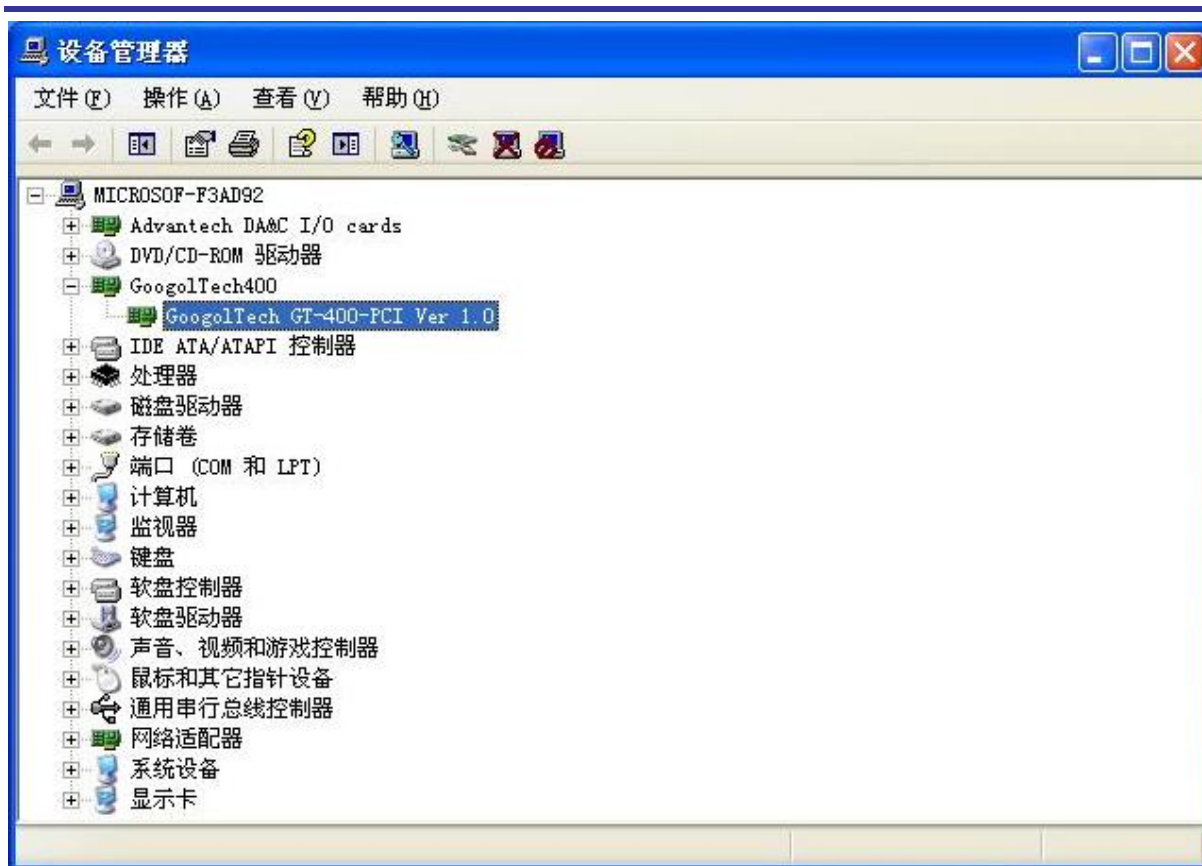 设备管理器
文件(F) 操作(A) 查看(V) 帮助(H)
MICROSOF-F3AD92
Advantech DA&C I/O cards
DVD/CD-ROM 驱动器
GoogolTech400
GoogolTech GT-400-PCI Ver 1.0
IDE ATA/ATAPI 控制器
处理器
磁盘驱动器
存储卷
端口 (COM 和 LPT)
计算机
监视器
键盘
软盘控制器
软盘驱动器
声音、视频和游戏控制器
鼠标和其它指针设备
通用串行总线控制器
网络适配器
系统设备
显示卡